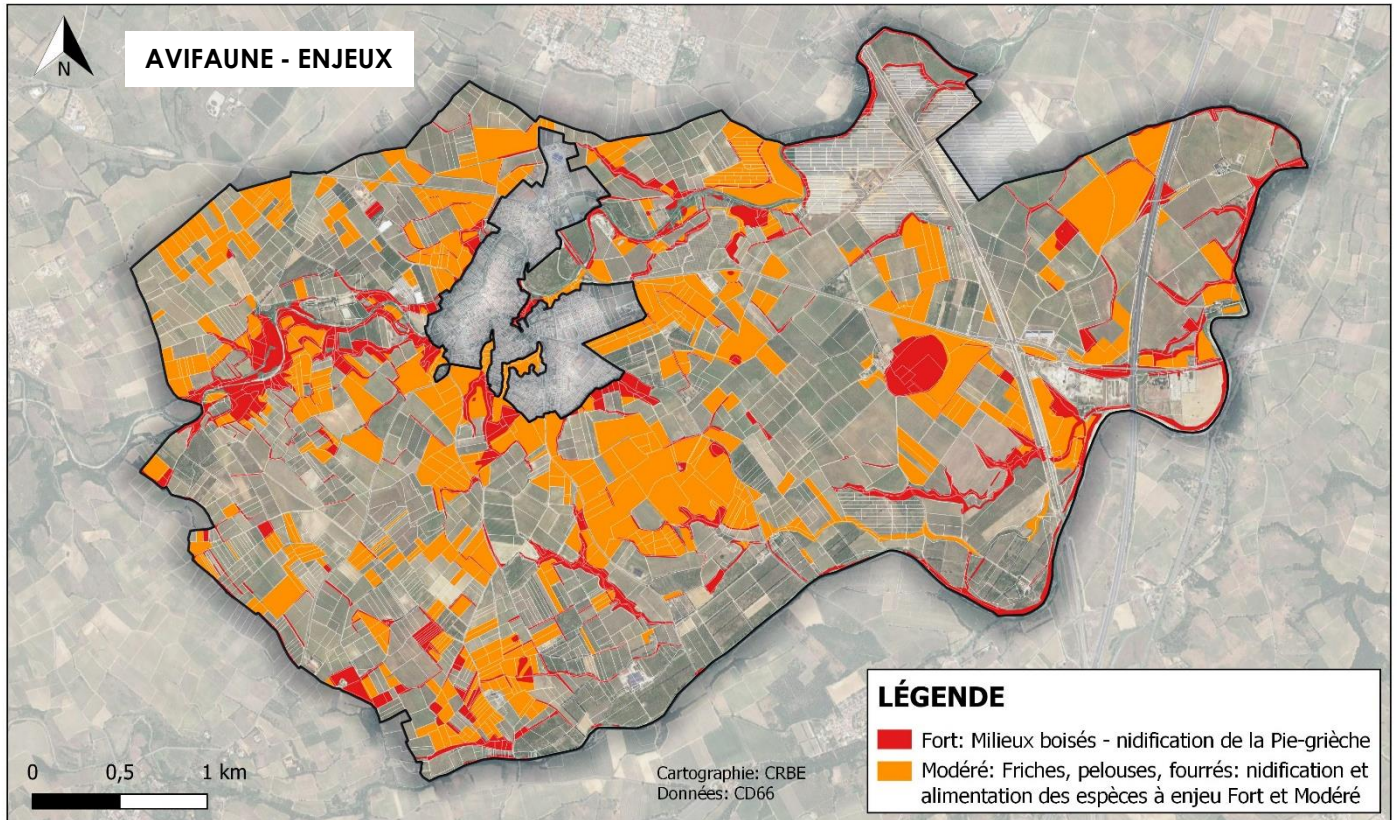 N
AVIFAUNE - ENJEUX
0 0,5 1 km
Cartographie: CRBE
Données: CD66
LÉGENDE
Fort: Milieux boisés - nidification de la Pie-grièche
Modéré: Friches, pelouses, fourrés: nidification et
alimentation des espèces à enjeu Fort et Modéré